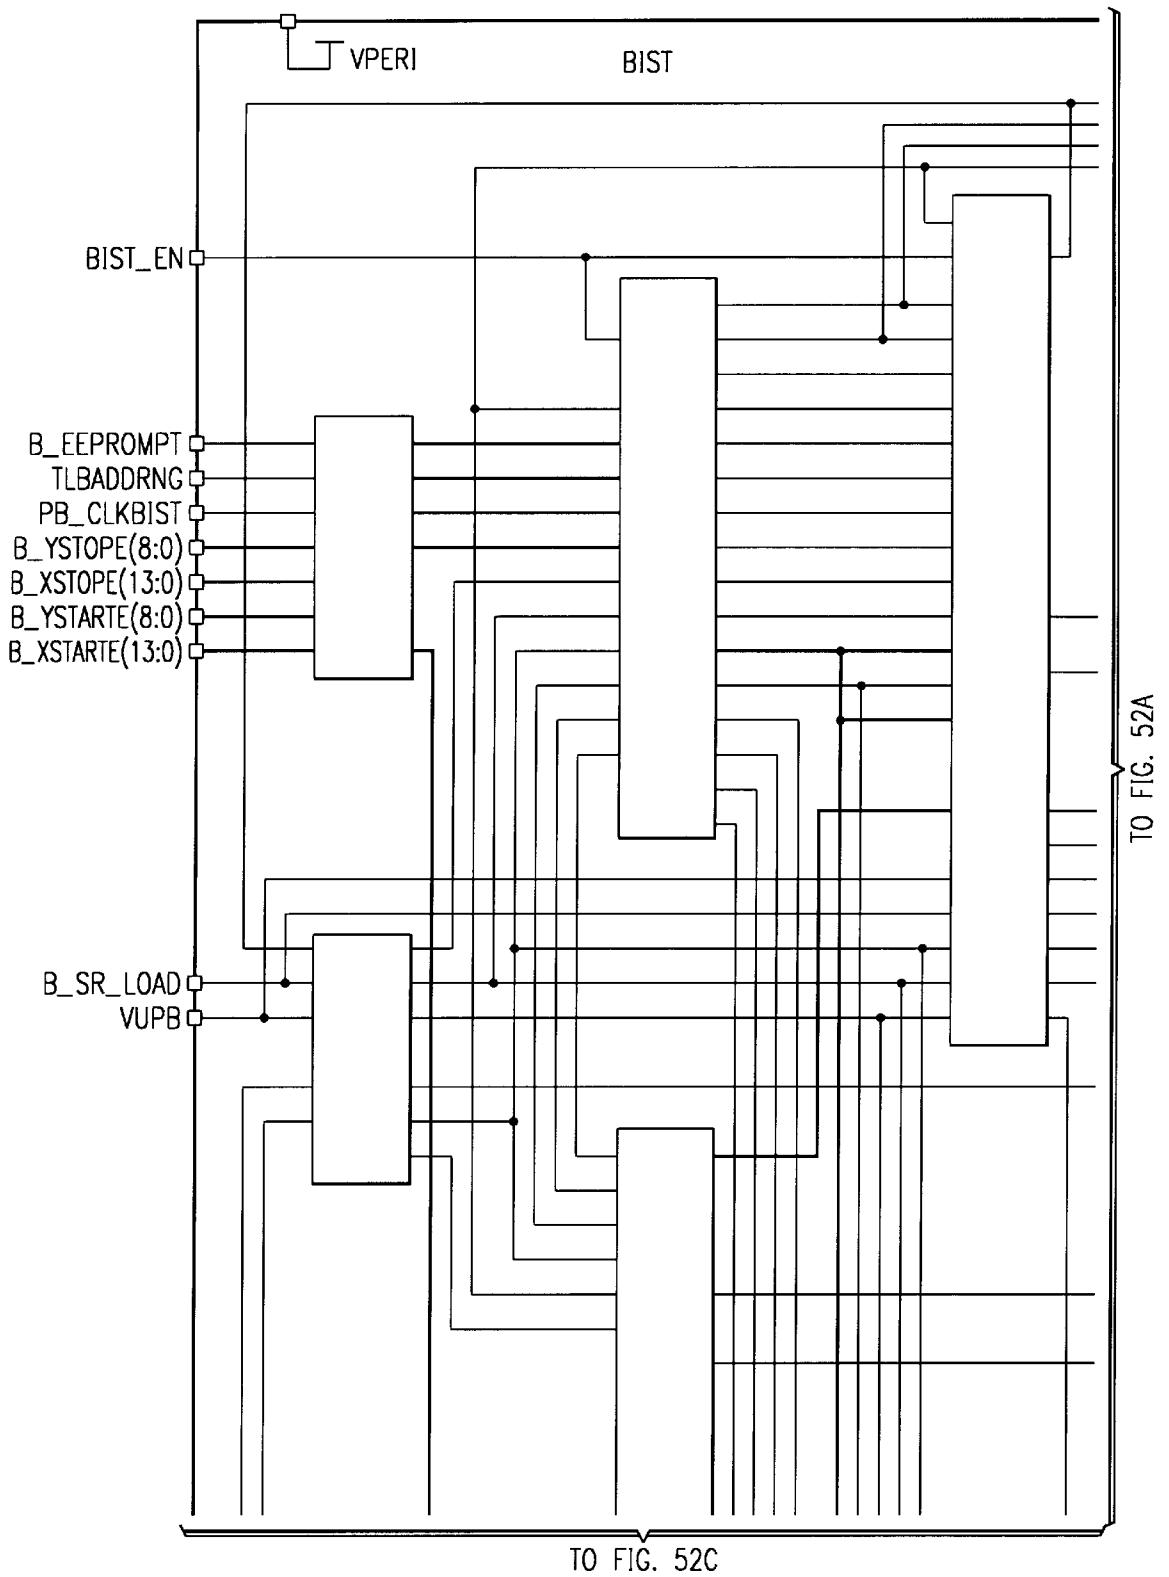 VPERI
BIST
BIST_EN
B_EEPROMPT
TLBADDRNG
PB_CLKBIST
B_YSTOPE(8:0)
B_XSTOPE(13:0)
B_YSTARTE(8:0)
B_XSTARTE(13:0)
TO FIG. 52A
B_SR_LOAD
VUPB
TO FIG. 52C